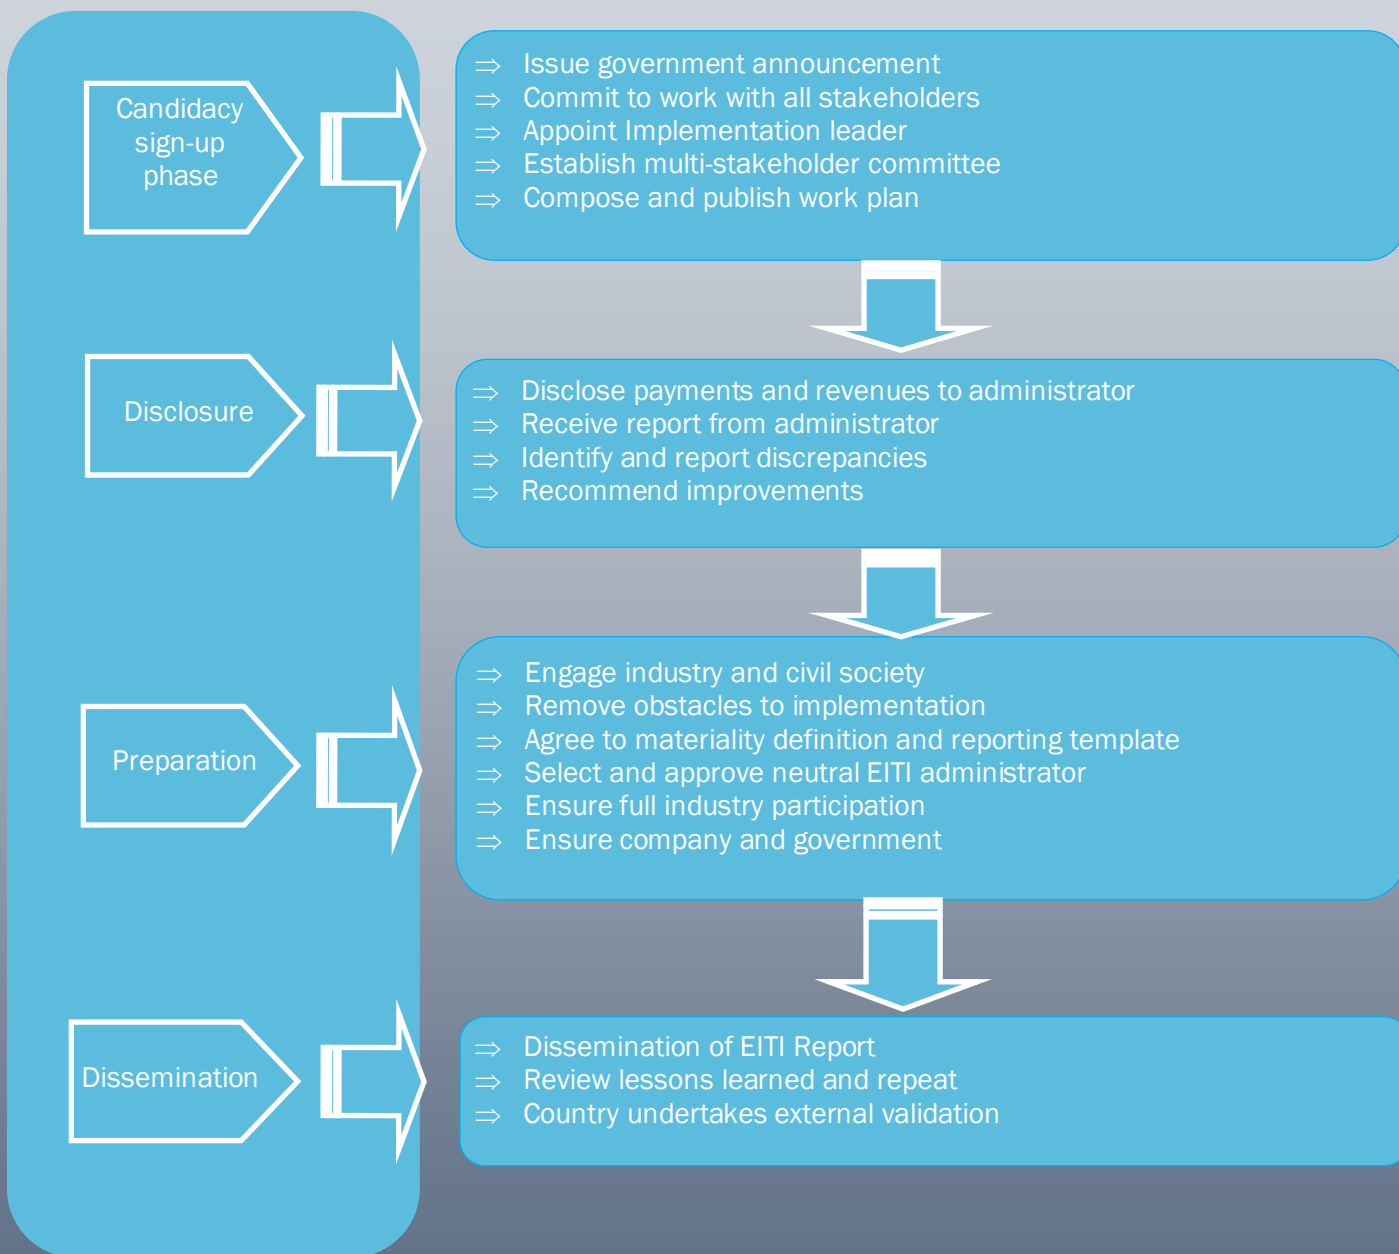 Candidacy
sign-up
phase
⇒ Issue government announcement
⇒ Commit to work with all stakeholders
⇒ Appoint Implementation leader
⇒ Establish multi-stakeholder committee
⇒ Compose and publish work plan
Disclosure
⇒ Disclose payments and revenues to administrator
⇒ Receive report from administrator
⇒ Identify and report discrepancies
⇒ Recommend improvements
Preparation
⇒ Engage industry and civil society
⇒ Remove obstacles to implementation
⇒ Agree to materiality definition and reporting template
⇒ Select and approve neutral EITI administrator
⇒ Ensure full industry participation
⇒ Ensure company and government
Dissemination
⇒ Dissemination of EITI Report
⇒ Review lessons learned and repeat
⇒ Country undertakes external validation